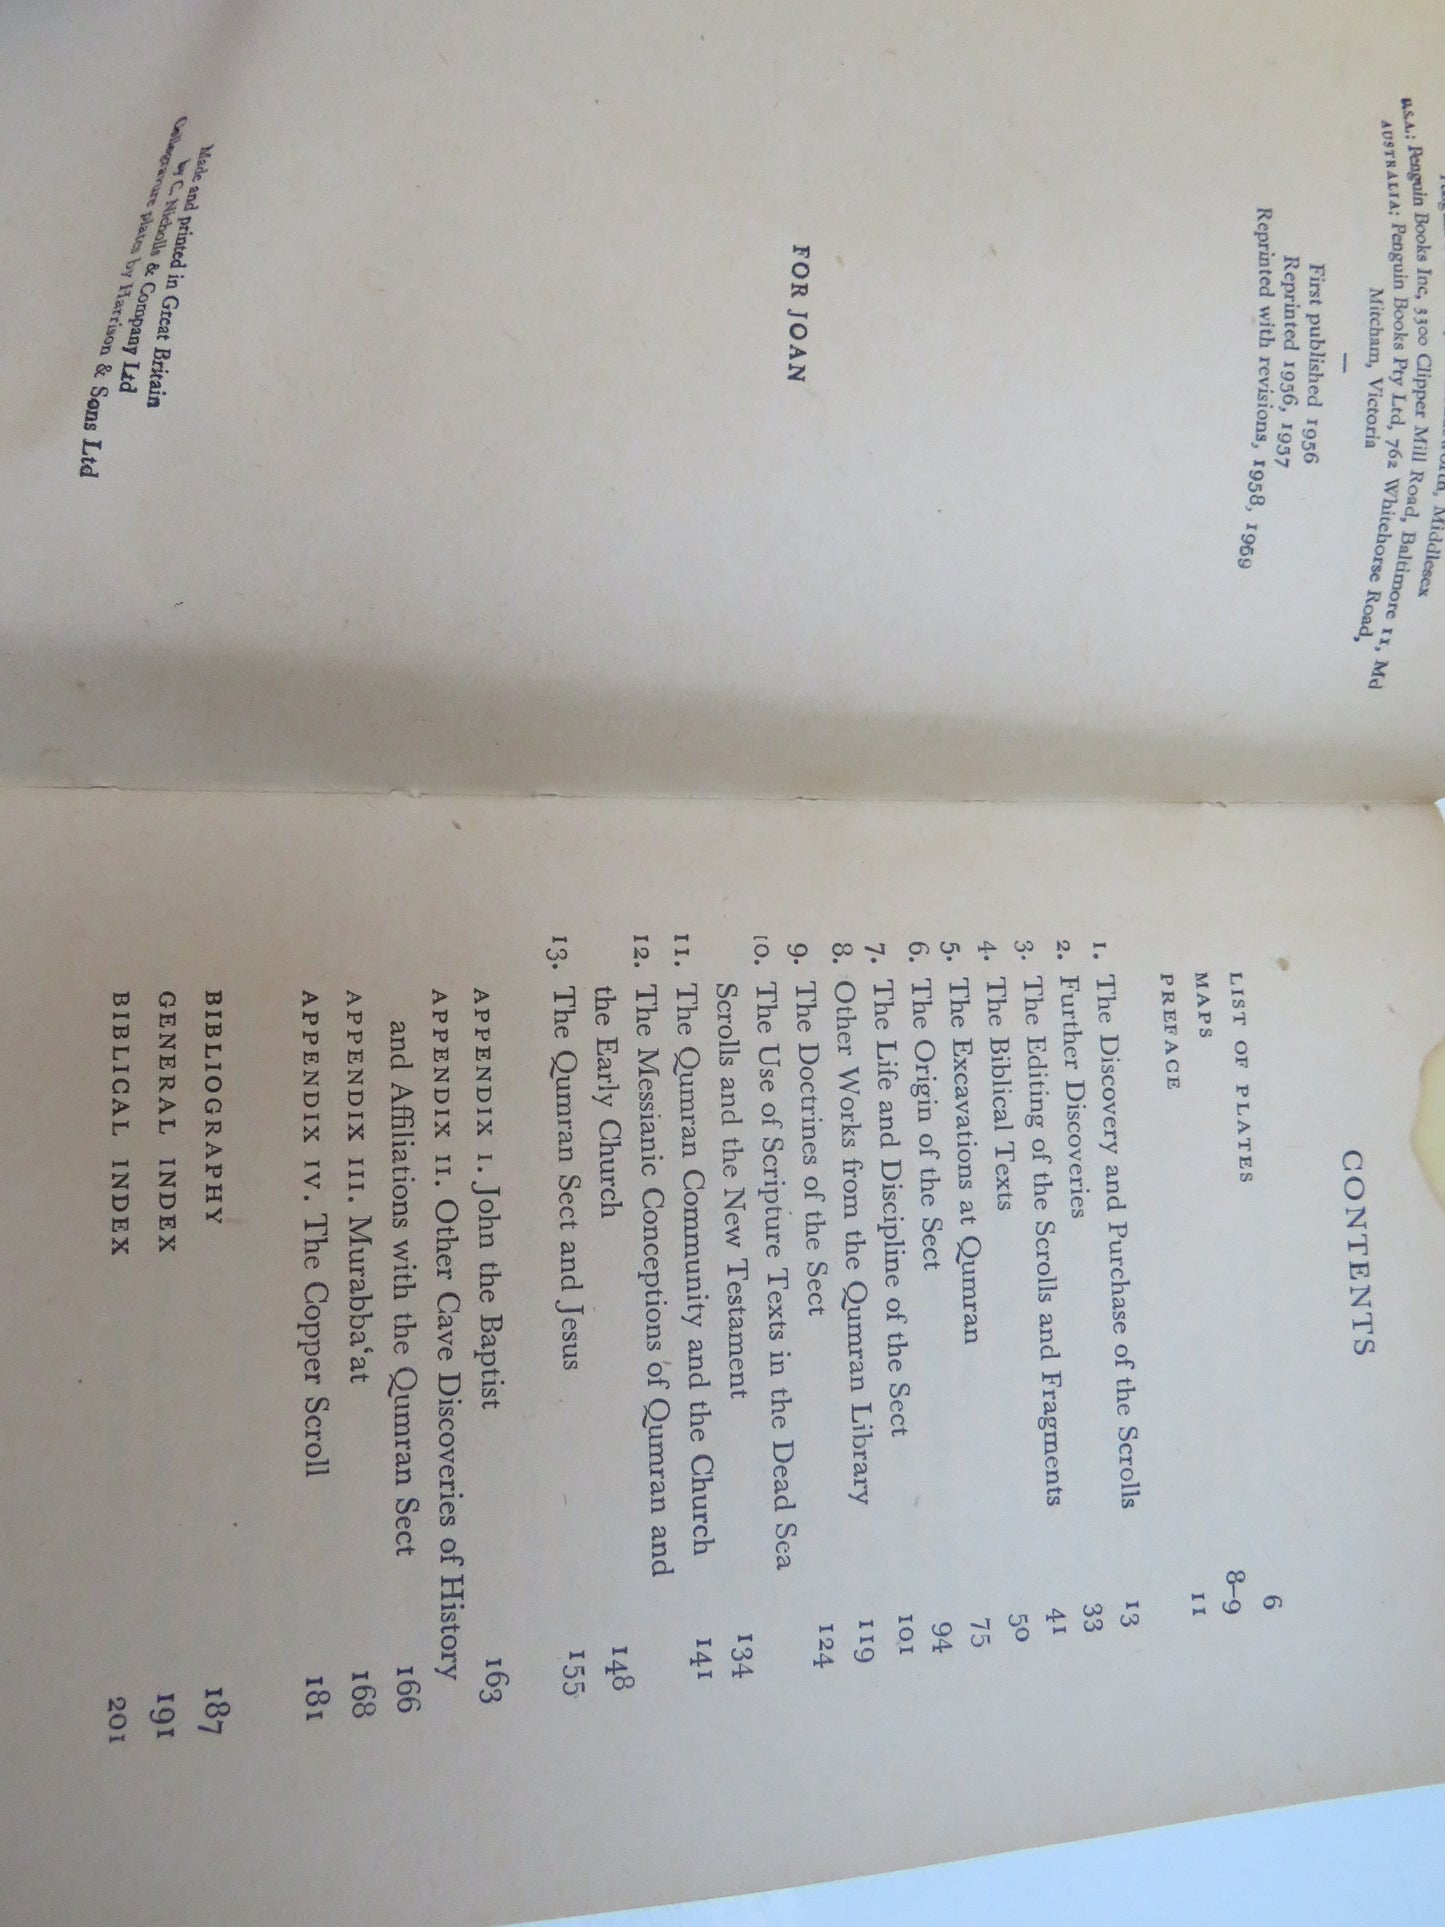 Middlesex
U.S.A.: Penguin Books Inc, 3300 Clipper Mill Road, Baltimore 11, Md
AUSTRALIA: Penguin Books Pty Ltd, 762 Whitehorse Road,
Mitcham, Victoria
First published 1956
Reprinted 1956, 1957
Reprinted with revisions, 1958, 1959
FOR JOAN
Made and printed in Great Britain
by C. Nicholls & Company Ltd
Collogravure plates by Harrison & Sons Ltd
CONTENTS
LIST OF PLATES 6
MAPS 8–9
PREFACE 11
1. The Discovery and Purchase of the Scrolls 13
2. Further Discoveries 33
3. The Editing of the Scrolls and Fragments 41
4. The Biblical Texts 50
5. The Excavations at Qumran 75
6. The Origin of the Sect 94
7. The Life and Discipline of the Sect 101
8. Other Works from the Qumran Library 119
9. The Doctrines of the Sect 124
10. The Use of Scripture Texts in the Dead Sea
Scrolls and the New Testament 134
11. The Qumran Community and the Church 141
12. The Messianic Conceptions of Qumran and
the Early Church 148
13. The Qumran Sect and Jesus 155
APPENDIX I. John the Baptist 163
APPENDIX II. Other Cave Discoveries of History
and Affiliations with the Qumran Sect 166
APPENDIX III. Murabba‘at 168
APPENDIX IV. The Copper Scroll 181
BIBLIOGRAPHY 187
GENERAL INDEX 191
BIBLICAL INDEX 201